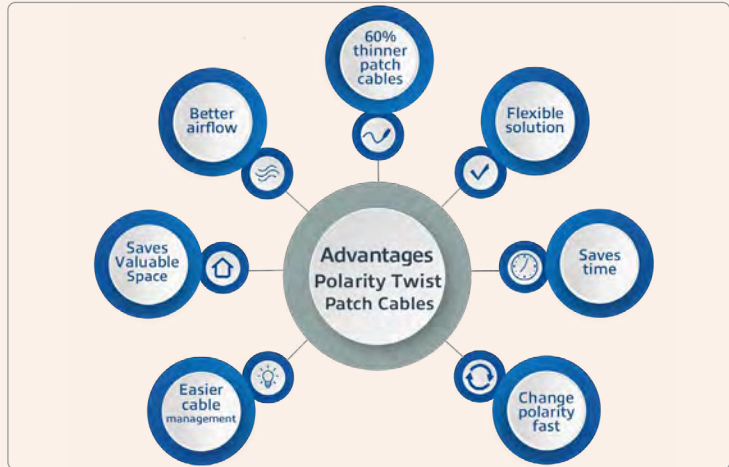 60%
thinner
patch
cables
Better
airflow
Flexible
solution
Saves
Valuable
Space
Advantages
Polarity Twist
Patch Cables
Saves
time
Easier
cable
management
Change
polarity
fast